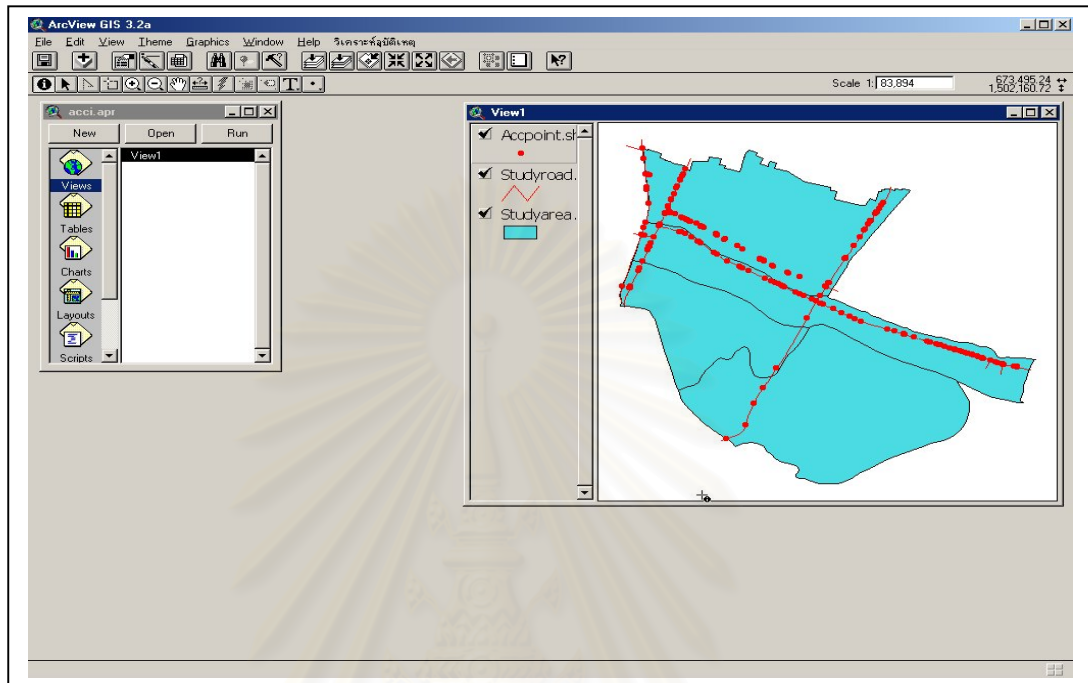 ArcView GIS 3.2a
File Edit View Theme Graphics Window Help วิเคราะห์อุบัติเหตุ
Scale 1: 83,894
673,495.24
1,502,160.72
acci.apr
New Open Run
Views
Tables
Charts
Layouts
Scripts
View1
View1
Accpoint.sh
Studyroad.
Studyarea.